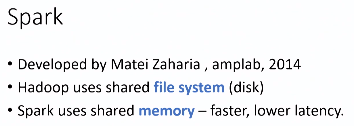 Spark
• Developed by Matei Zaharia , amplab, 2014
• Hadoop uses shared file system (disk)
• Spark uses shared memory – faster, lower latency.